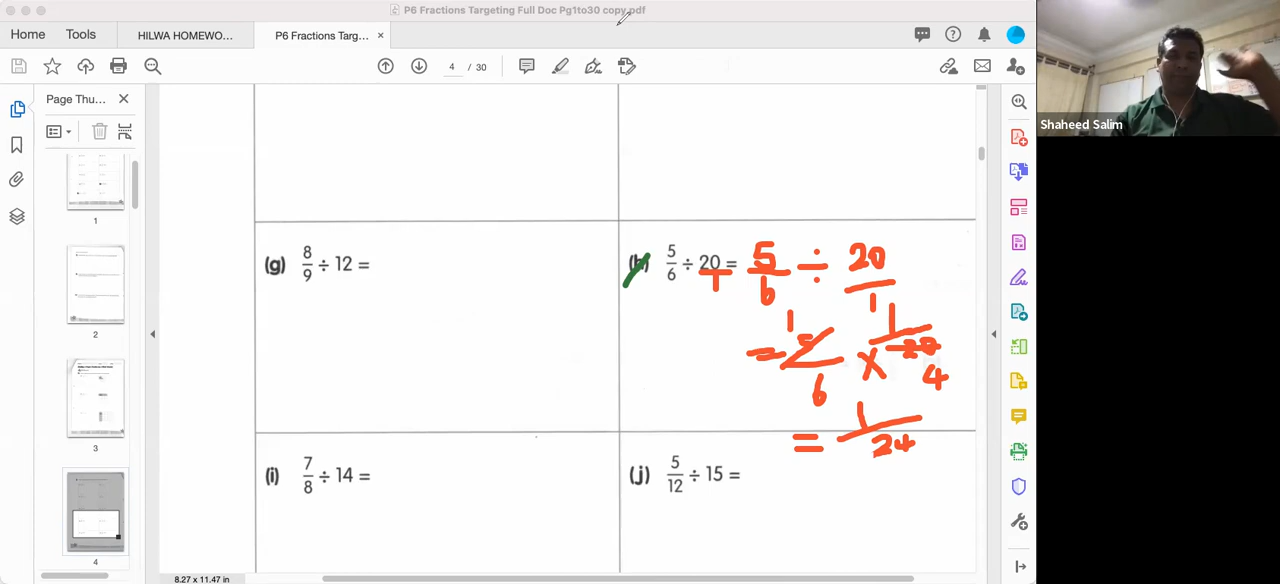 P6 Fractions Targeting Full Doc Pg1to30 copy.pdf
Home Tools HILWA HOMEWO... P6 Fractions Targ... ×
4 / 30
Page Thu... ×
Shaheed Salim
1
2
3
4
(g) 8/9 ÷ 12 =
(h) 5/6 ÷ 20 =
1
5/6 ÷ 20/1
= 5/6 × 1/20
1
4
= 1/24
(i) 7/8 ÷ 14 =
(j) 5/12 ÷ 15 =
8.27 x 11.47 in